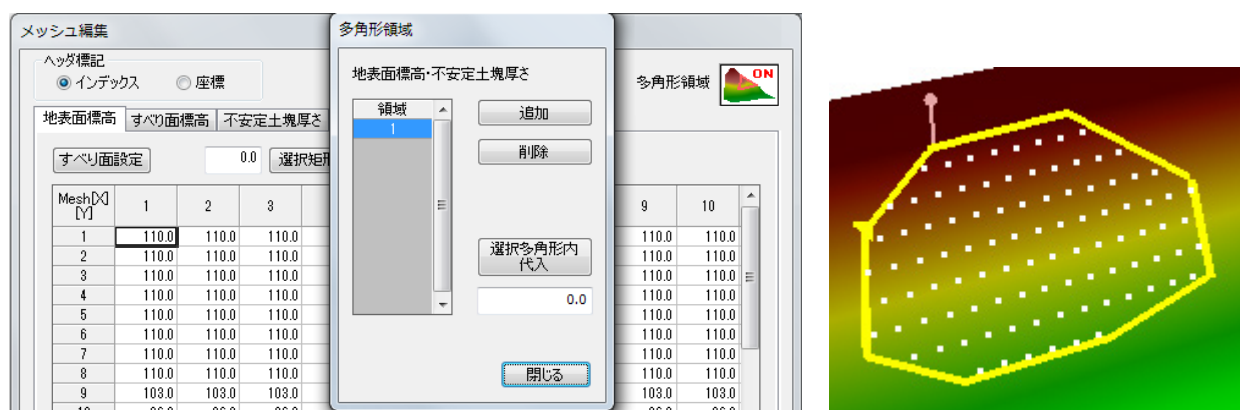 メッシュ編集
ヘッダ標記
インデックス 座標
多角形領域 ON
地表面標高 すべり面標高 不安定土塊厚さ
すべり面設定 0.0 選択矩形
Mesh[X] 1 2 3 9 10
[Y]
1 110.0 110.0 110.0 110.0 110.0
2 110.0 110.0 110.0 110.0 110.0
3 110.0 110.0 110.0 110.0 110.0
4 110.0 110.0 110.0 110.0 110.0
5 110.0 110.0 110.0 110.0 110.0
6 110.0 110.0 110.0 110.0 110.0
7 110.0 110.0 110.0 110.0 110.0
8 110.0 110.0 110.0 110.0 110.0
9 103.0 103.0 103.0 103.0 103.0
多角形領域
地表面標高・不安定土塊厚さ
領域
1
追加
削除
選択多角形内
代入
0.0
閉じる